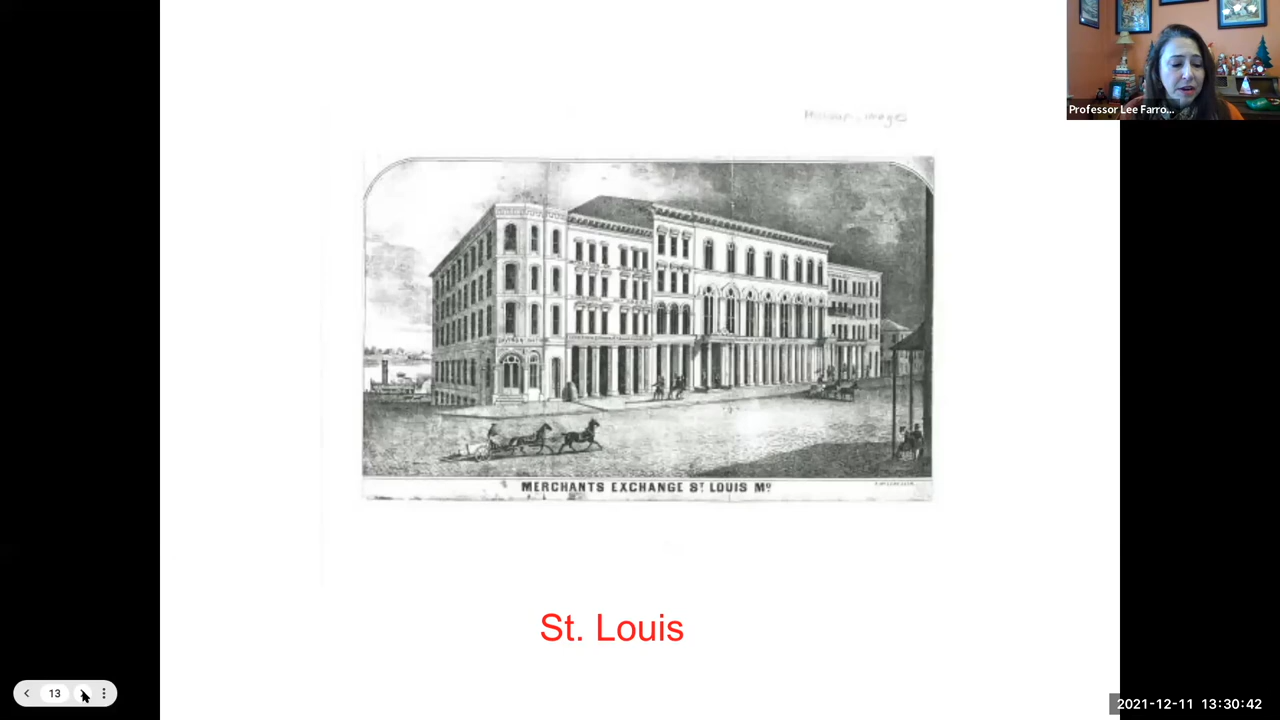 Professor Lee Farro...
MERCHANTS EXCHANGE ST LOUIS MO
St. Louis
13
2021-12-11 13:30:42